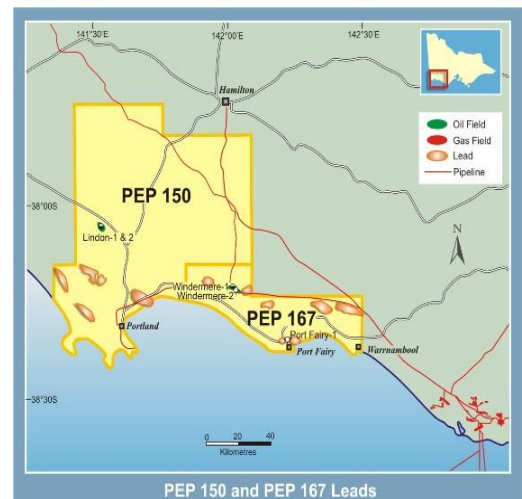 141°30'E
142°00'E
142°30'E
Hamilton
Oil Field
Gas Field
Lead
Pipeline
PEP 150
-38°00'S
Lindon-1 & 2
N
Windermere-1
Windermere-2
PEP 167
Portland
Port Fairy-1
Port Fairy
Warrnambool
-38°30'S
0 20 40
Kilometres
PEP 150 and PEP 167 Leads